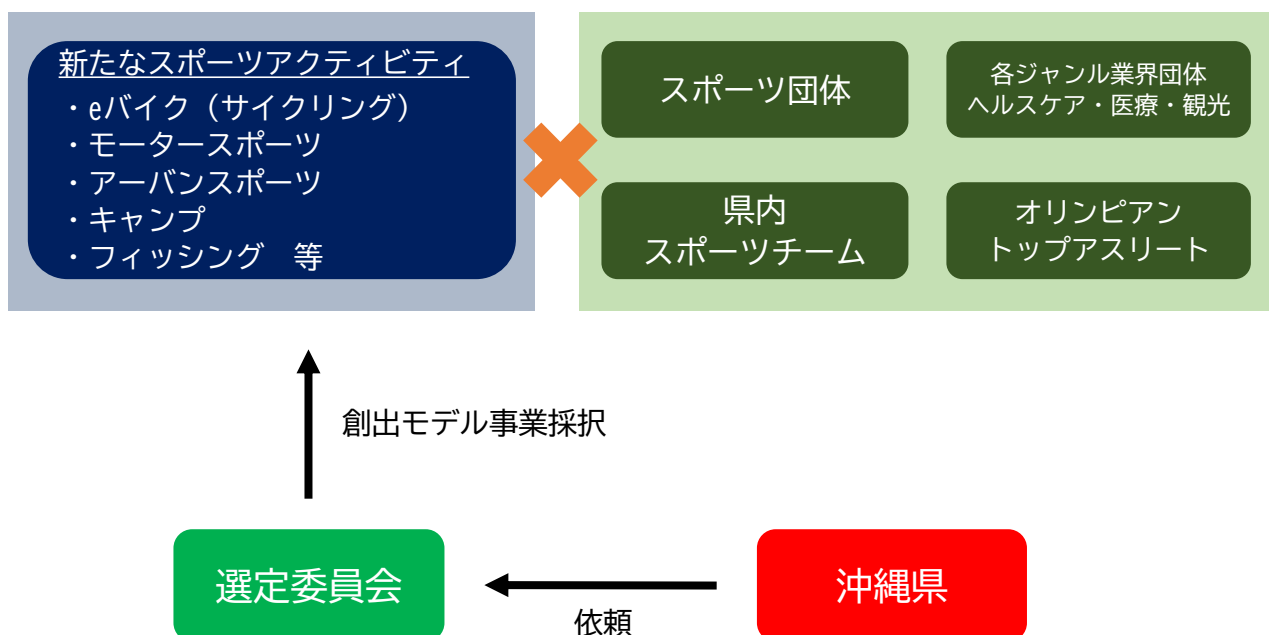 新たなスポーツアクティビティ
・eバイク（サイクリング）
・モータースポーツ
・アーバンスポーツ
・キャンプ
・フィッシング　等
スポーツ団体
各ジャンル業界団体
ヘルスケア・医療・観光
県内
スポーツチーム
オリンピアン
トップアスリート
創出モデル事業採択
選定委員会
依頼
沖縄県